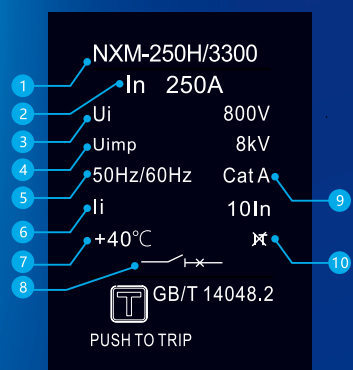 NXM-250H/3300
1
In 250A
2
Ui 800V
3
Uimp 8kV
4
50Hz/60Hz Cat A
5 9
Ii 10In
6
+40℃
7 10
8
T GB/T 14048.2
PUSH TO TRIP